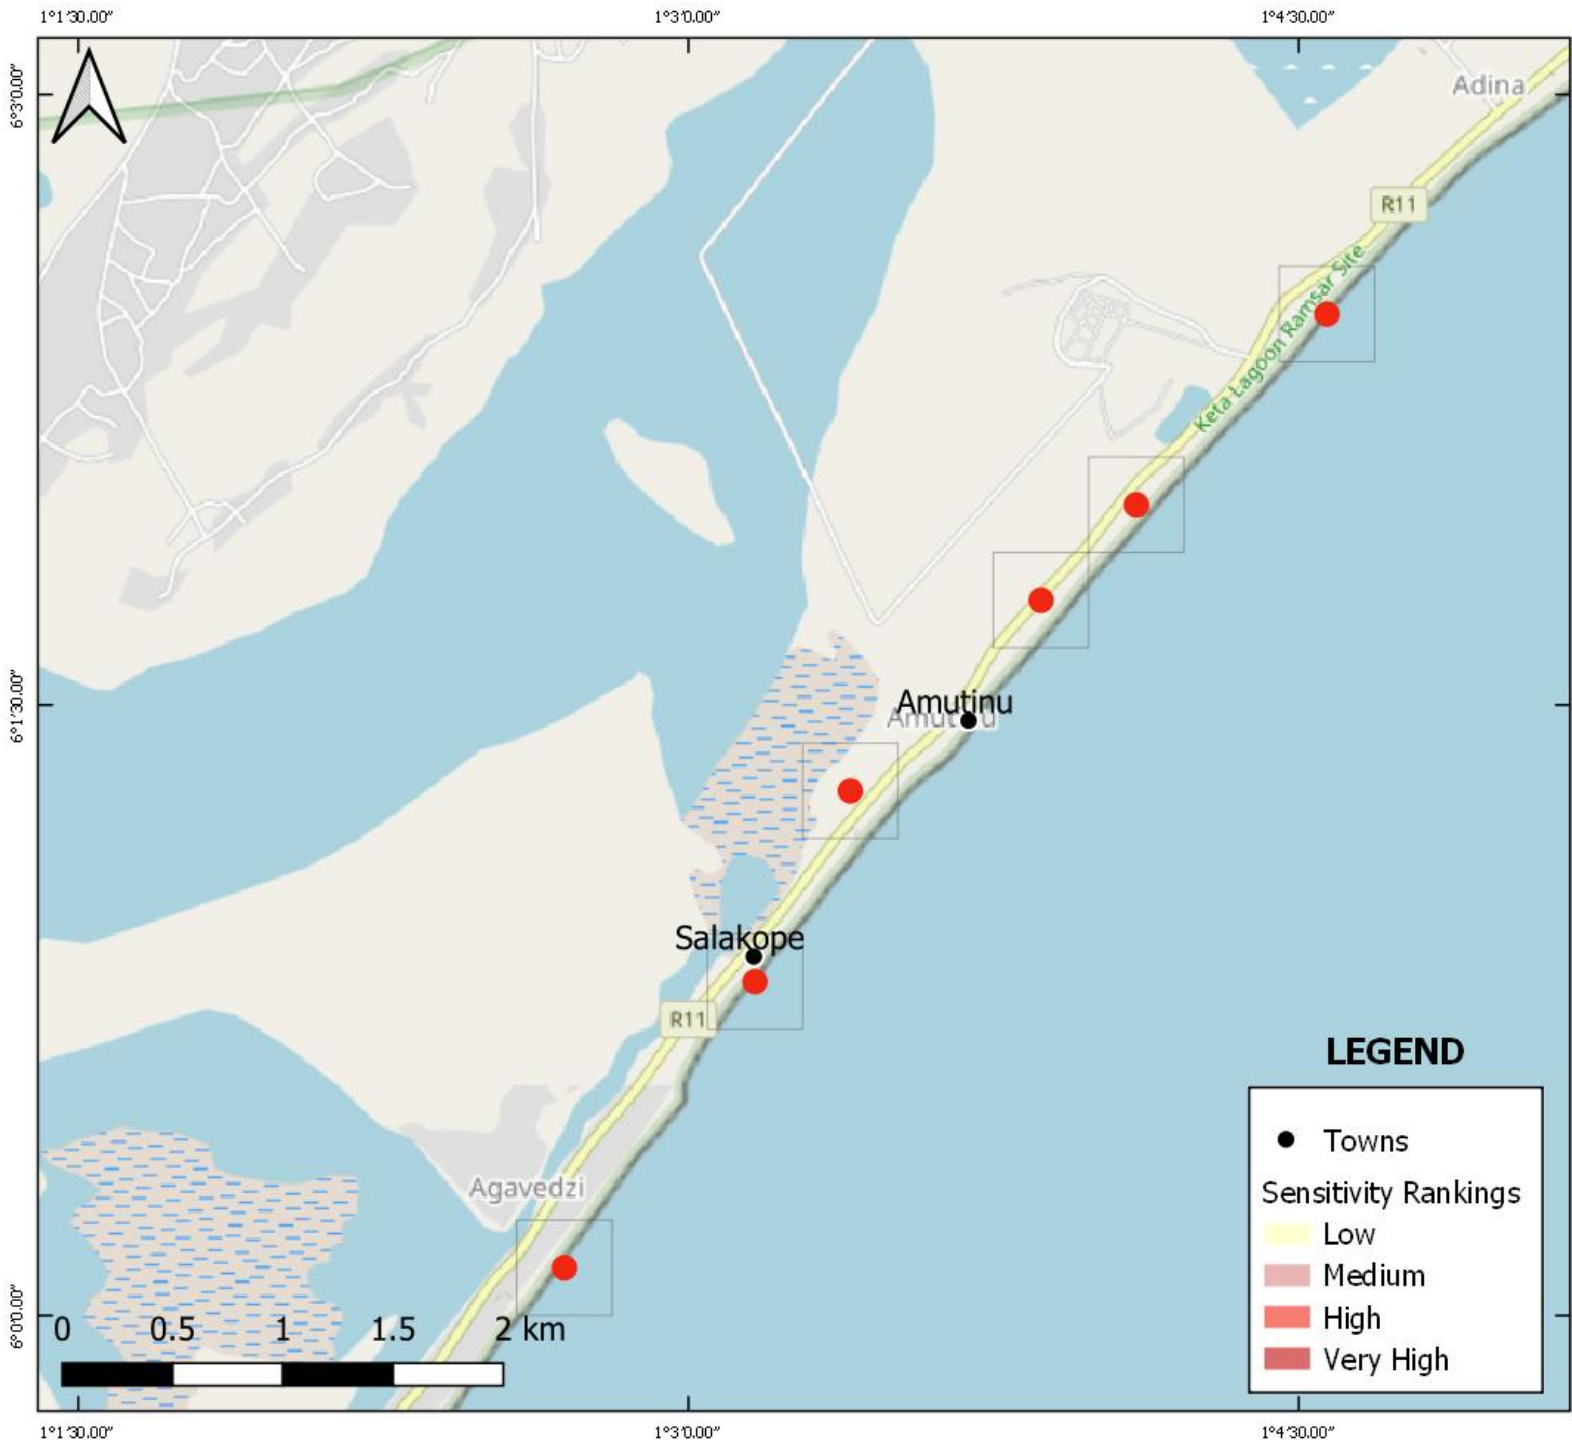 1°1'30.00"
1°3'0.00"
1°4'30.00"
6°3'0.00"
Adina
R11
Keta Lagoon Ramsar Site
6°1'30.00"
Amutinu
Amutinu
Salakope
R11
LEGEND
Towns
Sensitivity Rankings
Low
Medium
High
Very High
Agavedzi
6°0'0.00"
0 0.5 1 1.5 2 km
1°1'30.00"
1°3'0.00"
1°4'30.00"